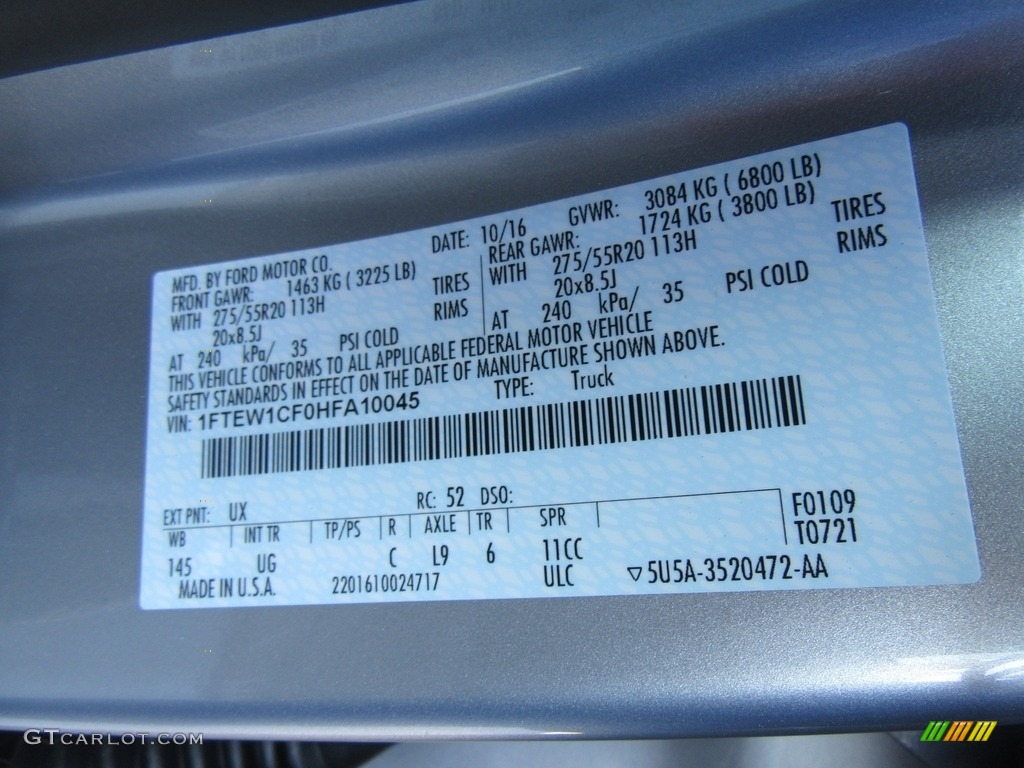 DATE: 10/16 GVWR: 3084 KG ( 6800 LB)
MFD. BY FORD MOTOR CO.
FRONT GAWR: 1463 KG ( 3225 LB)
WITH 275/55R20 113H TIRES
20x8.5J RIMS
AT 240 kPa/ 35 PSI COLD
REAR GAWR: 1724 KG ( 3800 LB)
WITH 275/55R20 113H TIRES
20x8.5J RIMS
AT 240 kPa/ 35 PSI COLD
THIS VEHICLE CONFORMS TO ALL APPLICABLE FEDERAL MOTOR VEHICLE
SAFETY STANDARDS IN EFFECT ON THE DATE OF MANUFACTURE SHOWN ABOVE.
VIN: 1FTEW1CF0HFA10045 TYPE: Truck
EXT PNT: UX RC: 52 DSO:
WB INT TR TP/PS R AXLE TR SPR F0109
145 UG C L9 6 11CC T0721
MADE IN U.S.A. 2201610024717 ULC ▽5U5A-3520472-AA
GTCARLOT.COM